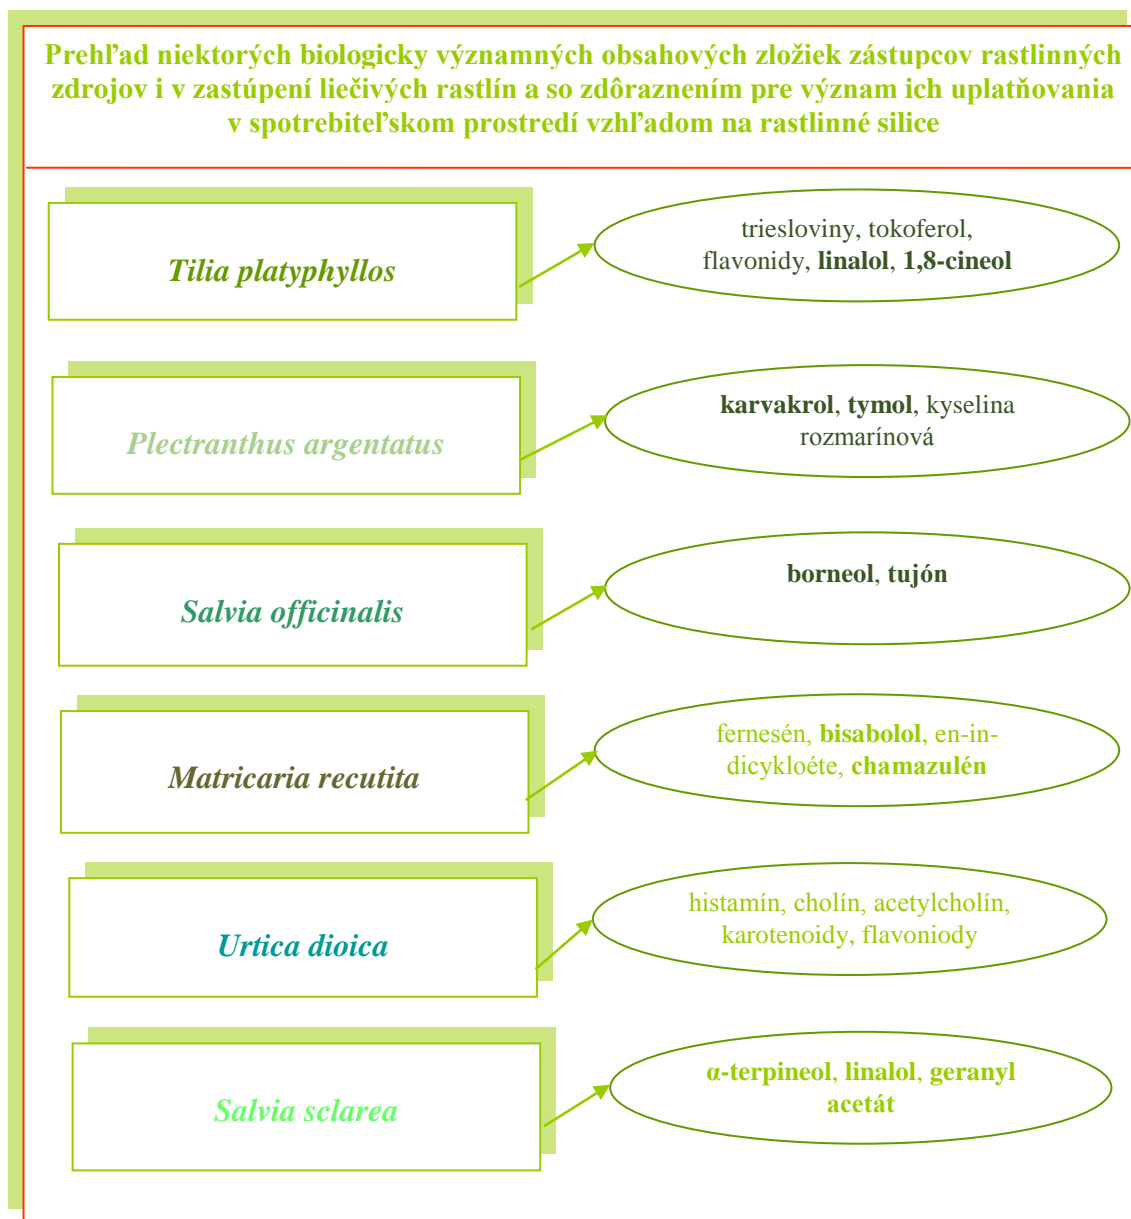 Prehľad niektorých biologicky významných obsahových zložiek zástupcov rastlinných
zdrojov i v zastúpení liečivých rastlín a so zdôraznením pre význam ich uplatňovania
v spotrebiteľskom prostredí vzhľadom na rastlinné silice
Tilia platyphyllos
triesloviny, tokoferol,
flavonidy, linalol, 1,8-cineol
Plectranthus argentatus
karvakrol, tymol, kyselina
rozmarínová
Salvia officinalis
borneol, tujón
Matricaria recutita
fernesén, bisabolol, en-in-
dicykloéte, chamazulén
Urtica dioica
histamín, cholín, acetylcholín,
karotenoidy, flavoniody
Salvia sclarea
α-terpineol, linalol, geranyl
acetát